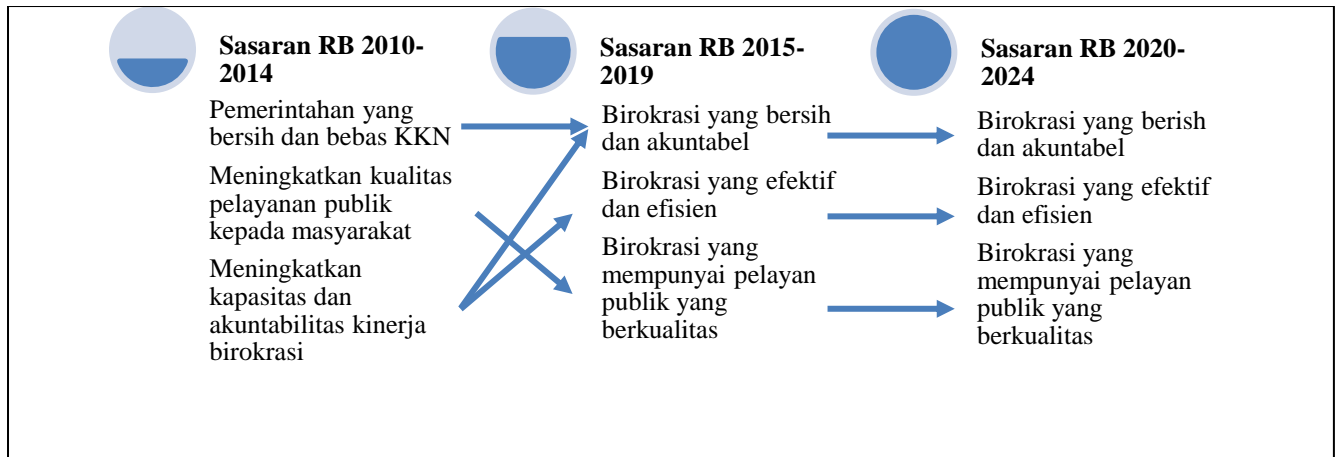 Sasaran RB 2010-
2014
Pemerintahan yang
bersih dan bebas KKN
Meningkatkan kualitas
pelayanan publik
kepada masyarakat
Meningkatkan
kapasitas dan
akuntabilitas kinerja
birokrasi
Sasaran RB 2015-
2019
Birokrasi yang bersih
dan akuntabel
Birokrasi yang efektif
dan efisien
Birokrasi yang
mempunyai pelayan
publik yang
berkualitas
Sasaran RB 2020-
2024
Birokrasi yang berish
dan akuntabel
Birokrasi yang efektif
dan efisien
Birokrasi yang
mempunyai pelayan
publik yang
berkualitas